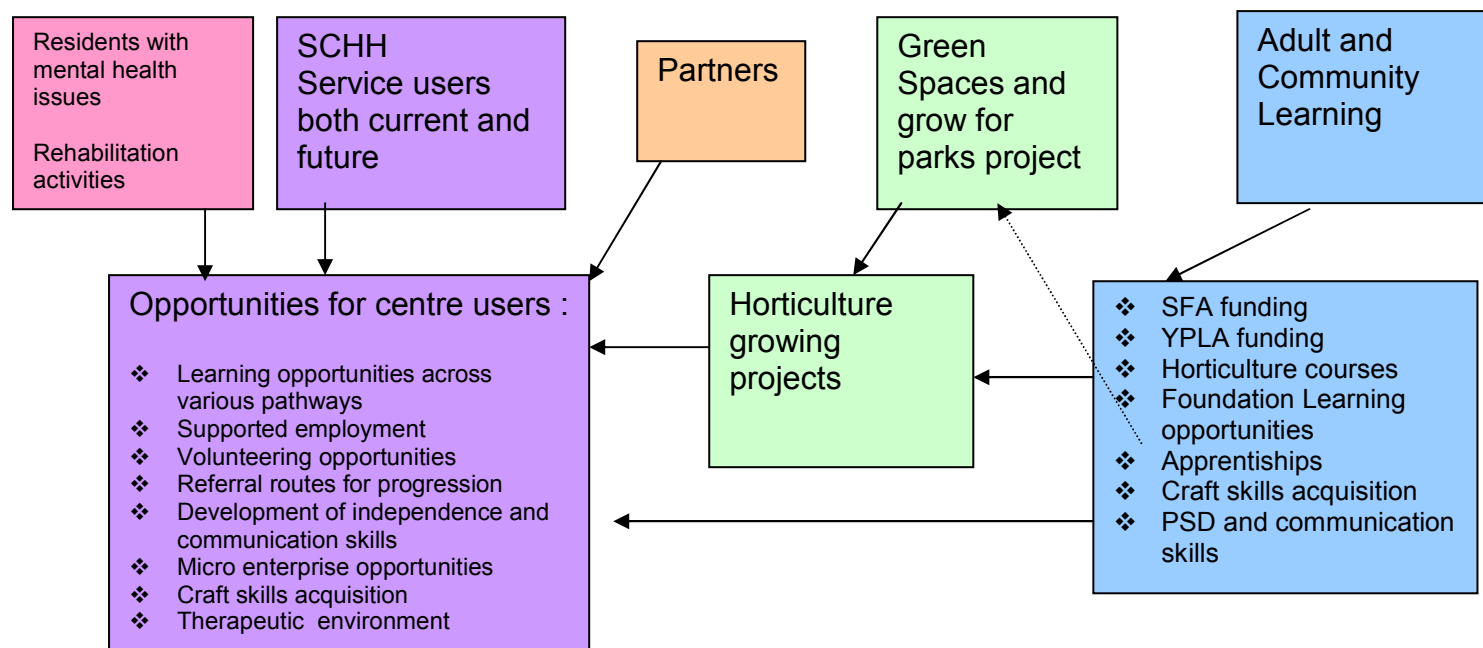 Residents with
mental health
issues
Rehabilitation
activities
SCHH
Service users
both current and
future
Partners
Green
Spaces and
grow for
parks project
Adult and
Community
Learning
Opportunities for centre users :
❖ Learning opportunities across
various pathways
❖ Supported employment
❖ Volunteering opportunities
❖ Referral routes for progression
❖ Development of independence and
communication skills
❖ Micro enterprise opportunities
❖ Craft skills acquisition
❖ Therapeutic environment
Horticulture
growing
projects
❖ SFA funding
❖ YPLA funding
❖ Horticulture courses
❖ Foundation Learning
opportunities
❖ Apprentiships
❖ Craft skills acquisition
❖ PSD and communication
skills